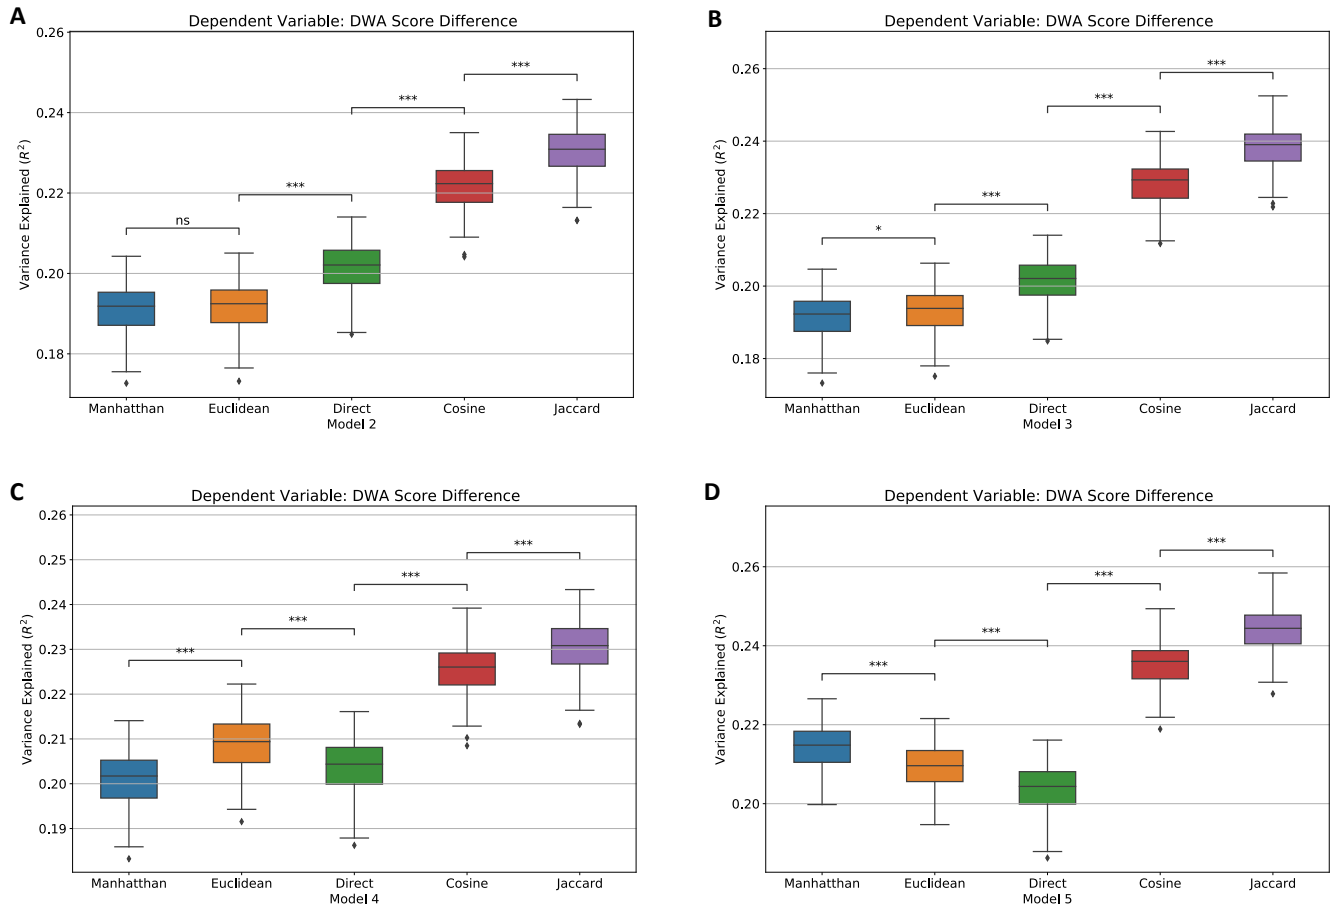 A
Dependent Variable: DWA Score Difference
Variance Explained (R²)
0.26
0.24
0.22
0.20
0.18
ns
***
***
***
Manhatthan Euclidean Direct Cosine Jaccard
Model 2
B
Dependent Variable: DWA Score Difference
Variance Explained (R²)
0.26
0.24
0.22
0.20
0.18
*
***
***
***
Manhatthan Euclidean Direct Cosine Jaccard
Model 3
C
Dependent Variable: DWA Score Difference
Variance Explained (R²)
0.26
0.25
0.24
0.23
0.22
0.21
0.20
0.19
***
***
***
***
Manhatthan Euclidean Direct Cosine Jaccard
Model 4
D
Dependent Variable: DWA Score Difference
Variance Explained (R²)
0.26
0.24
0.22
0.20
***
***
***
***
Manhatthan Euclidean Direct Cosine Jaccard
Model 5